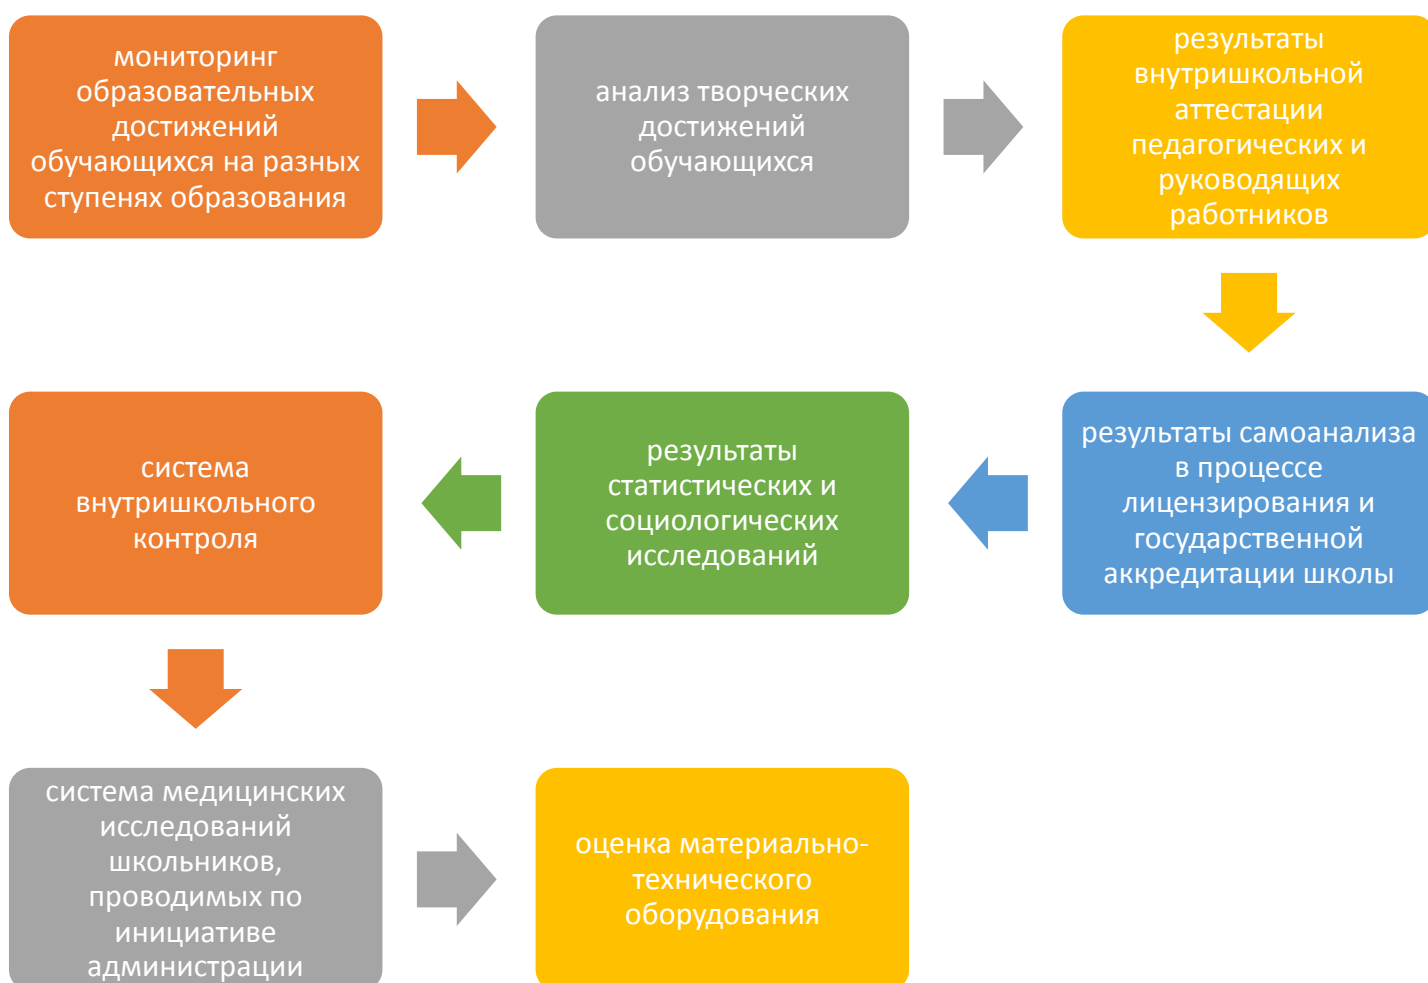 мониторинг
образовательных
достижений
обучающихся на разных
ступенях образования
анализ творческих
достижений
обучающихся
результаты
внутришкольной
аттестации
педагогических и
руководящих
работников
результаты самоанализа
в процессе
лицензирования и
государственной
аккредитации школы
результаты
статистических и
социологических
исследований
система
внутришкольного
контроля
система медицинских
исследований
школьников,
проводимых по
инициативе
администрации
оценка материально-
технического
оборудования